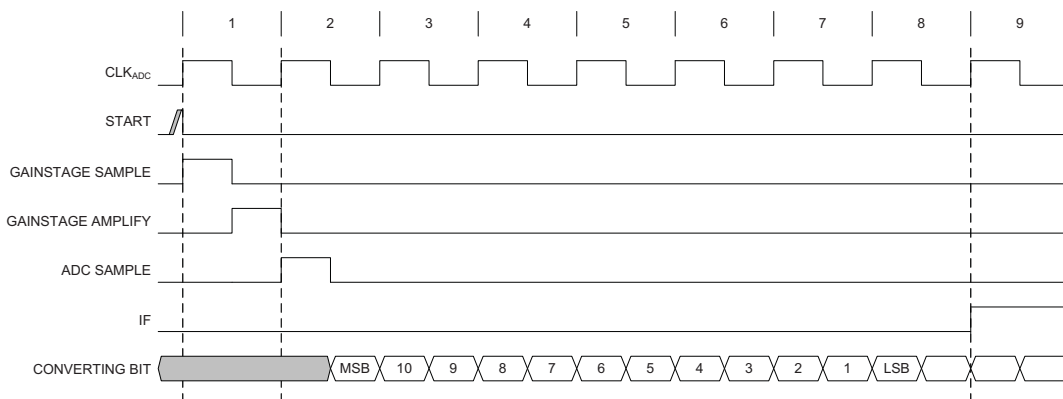 1 2 3 4 5 6 7 8 9
CLKADC
START
GAINSTAGE SAMPLE
GAINSTAGE AMPLIFY
ADC SAMPLE
IF
CONVERTING BIT MSB 10 9 8 7 6 5 4 3 2 1 LSB